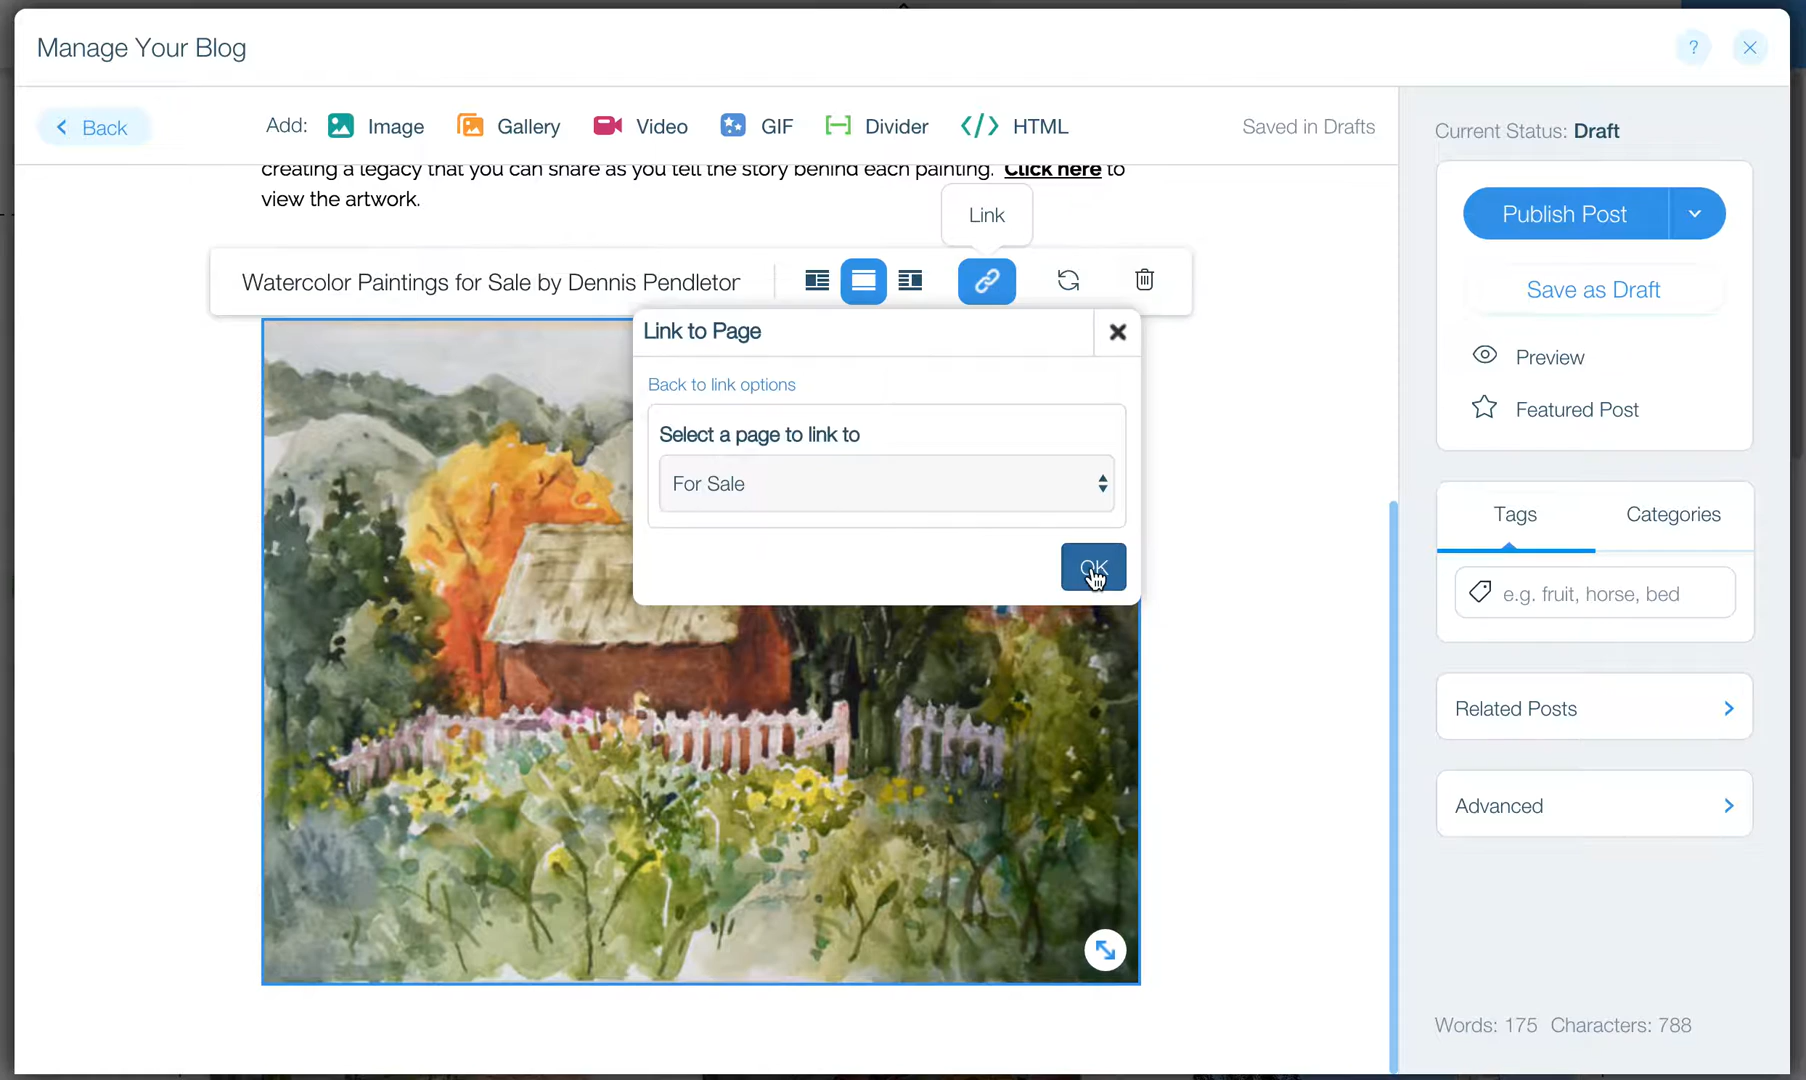 Manage Your Blog
?
Back
Add:
Image
Gallery
Video
GIF
Divider
HTML
Saved in Drafts
creating a legacy that you can share as you tell the story behind each painting. Click here to
view the artwork.
Link
Watercolor Paintings for Sale by Dennis Pendleton
Link to Page
Back to link options
Select a page to link to
For Sale
OK
Current Status: Draft
Publish Post
Save as Draft
Preview
Featured Post
Tags
Categories
e.g. fruit, horse, bed
Related Posts
Advanced
Words: 175 Characters: 788